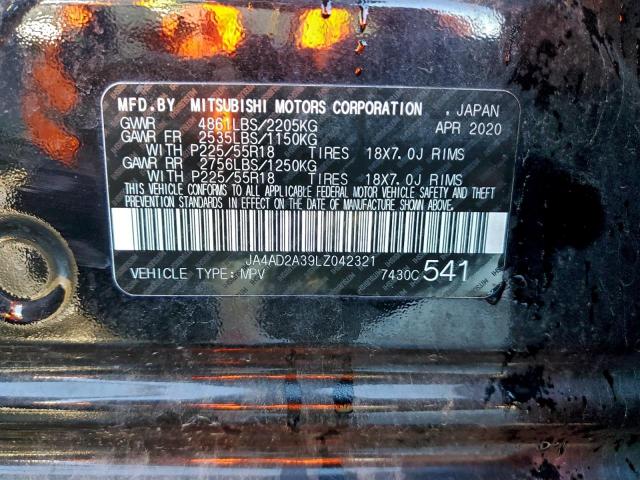 MFD.BY MITSUBISHI MOTORS CORPORATION , JAPAN
GVWR 4861LBS/2205KG APR 2020
GAWR FR 2535LBS/1150KG
WITH P225/55R18 TIRES 18X7.0J RIMS
GAWR RR 2756LBS/1250KG
WITH P225/55R18 TIRES 18X7.0J RIMS
THIS VEHICLE CONFORMS TO ALL APPLICABLE FEDERAL MOTOR VEHICLE SAFETY AND THEFT
PREVENTION STANDARDS IN EFFECT ON THE DATE OF MANUFACTURE SHOWN ABOVE.
JA4AD2A39LZ042321
VEHICLE TYPE:MPV 7430C 541